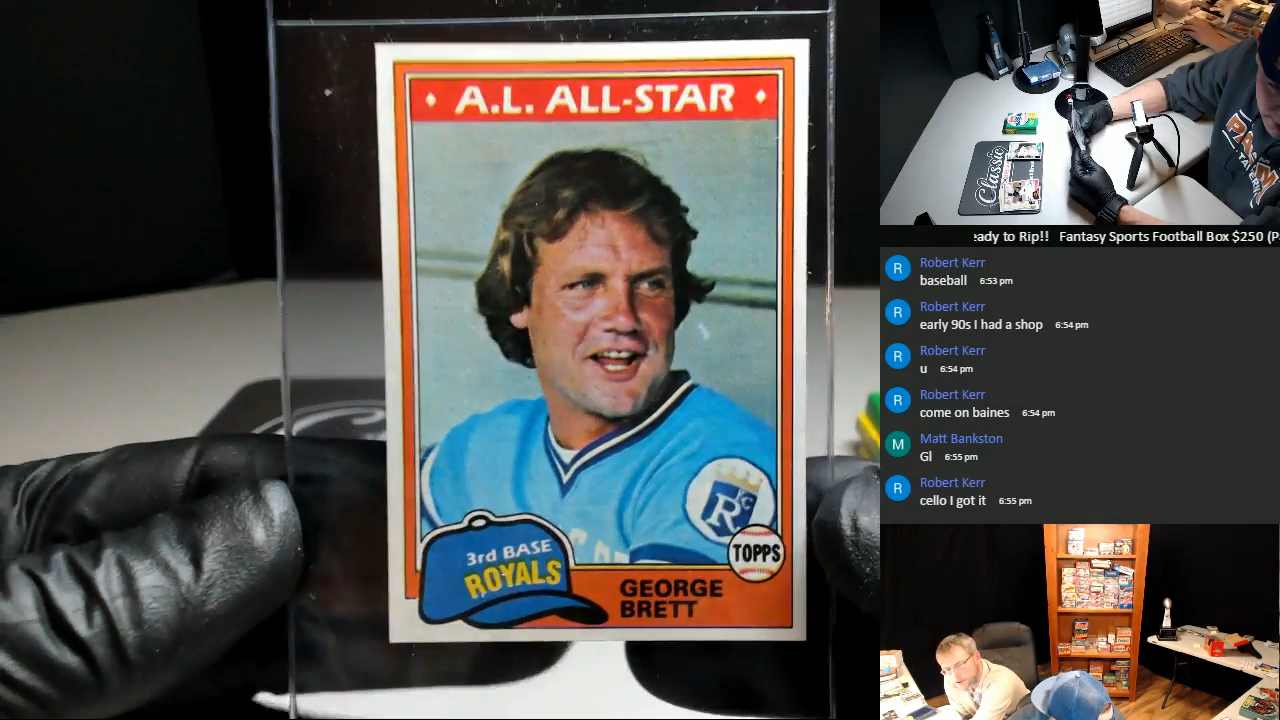 A.L. ALL-STAR
3rd BASE
ROYALS
TOPPS
GEORGE
BRETT
KC
R
Classic
eady to Rip!! Fantasy Sports Football Box $250 (P
R
Robert Kerr
baseball 6:53 pm
R
Robert Kerr
early 90s I had a shop 6:54 pm
R
Robert Kerr
u 6:54 pm
R
Robert Kerr
come on baines 6:54 pm
M
Matt Bankston
Gl 6:55 pm
R
Robert Kerr
cello I got it 6:55 pm